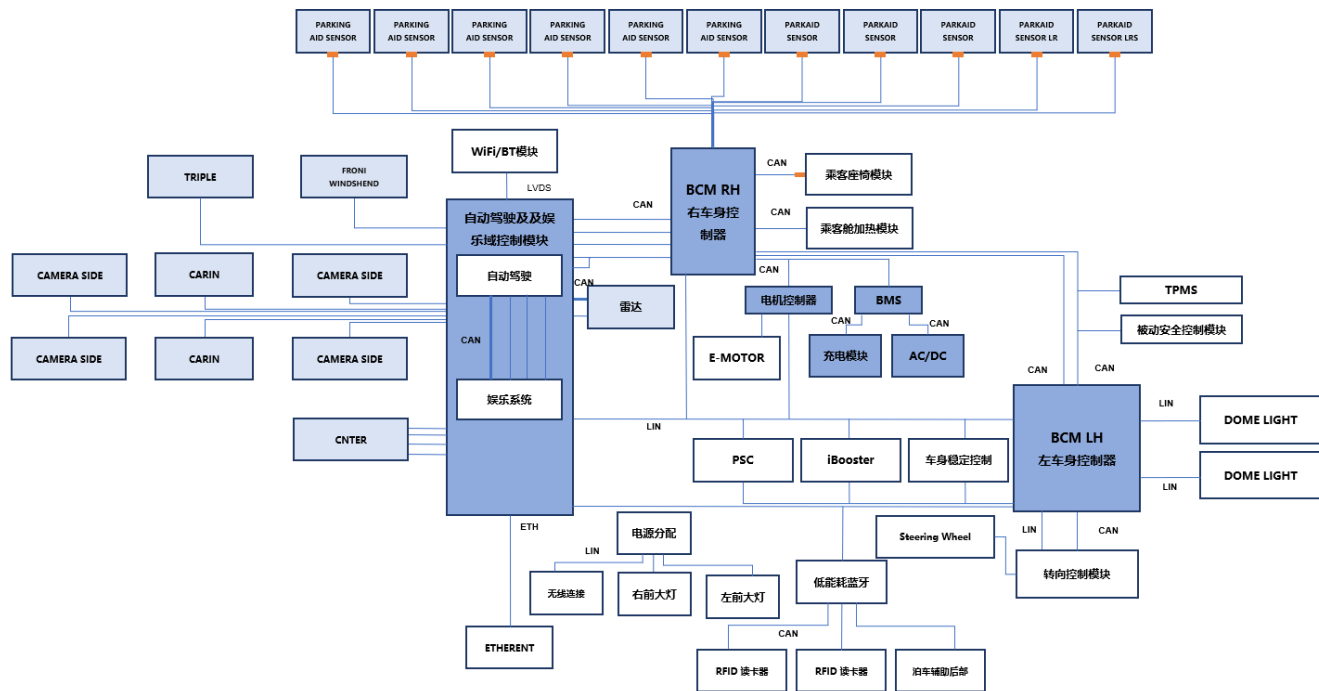 PARKING
AID SENSOR
PARKING
AID SENSOR
PARKING
AID SENSOR
PARKING
AID SENSOR
PARKING
AID SENSOR
PARKING
AID SENSOR
PARKAID
SENSOR
PARKAID
SENSOR
PARKAID
SENSOR
PARKAID
SENSOR LR
PARKAID
SENSOR LRS
WiFi/BT模块
LVDS
TRIPLE
FRONI
WINDSHEND
CAN
BCM RH
右车身控
制器
CAN
乘客座椅模块
CAN
乘客舱加热模块
自动驾驶及及娱
乐域控制模块
自动驾驶
CAN
娱乐系统
CAN
雷达
CAMERA SIDE
CARIN
CAMERA SIDE
CAMERA SIDE
CARIN
CAMERA SIDE
CNTER
CAN
电机控制器
BMS
E-MOTOR
CAN
CAN
充电模块
AC/DC
TPMS
被动安全控制模块
CAN
CAN
BCM LH
左车身控制器
LIN
DOME LIGHT
LIN
DOME LIGHT
LIN
PSC
iBooster
车身稳定控制
LIN
CAN
Steering Wheel
转向控制模块
ETH
ETHERENT
电源分配
LIN
无线连接
右前大灯
左前大灯
低能耗蓝牙
CAN
RFID 读卡器
RFID 读卡器
泊车辅助后部